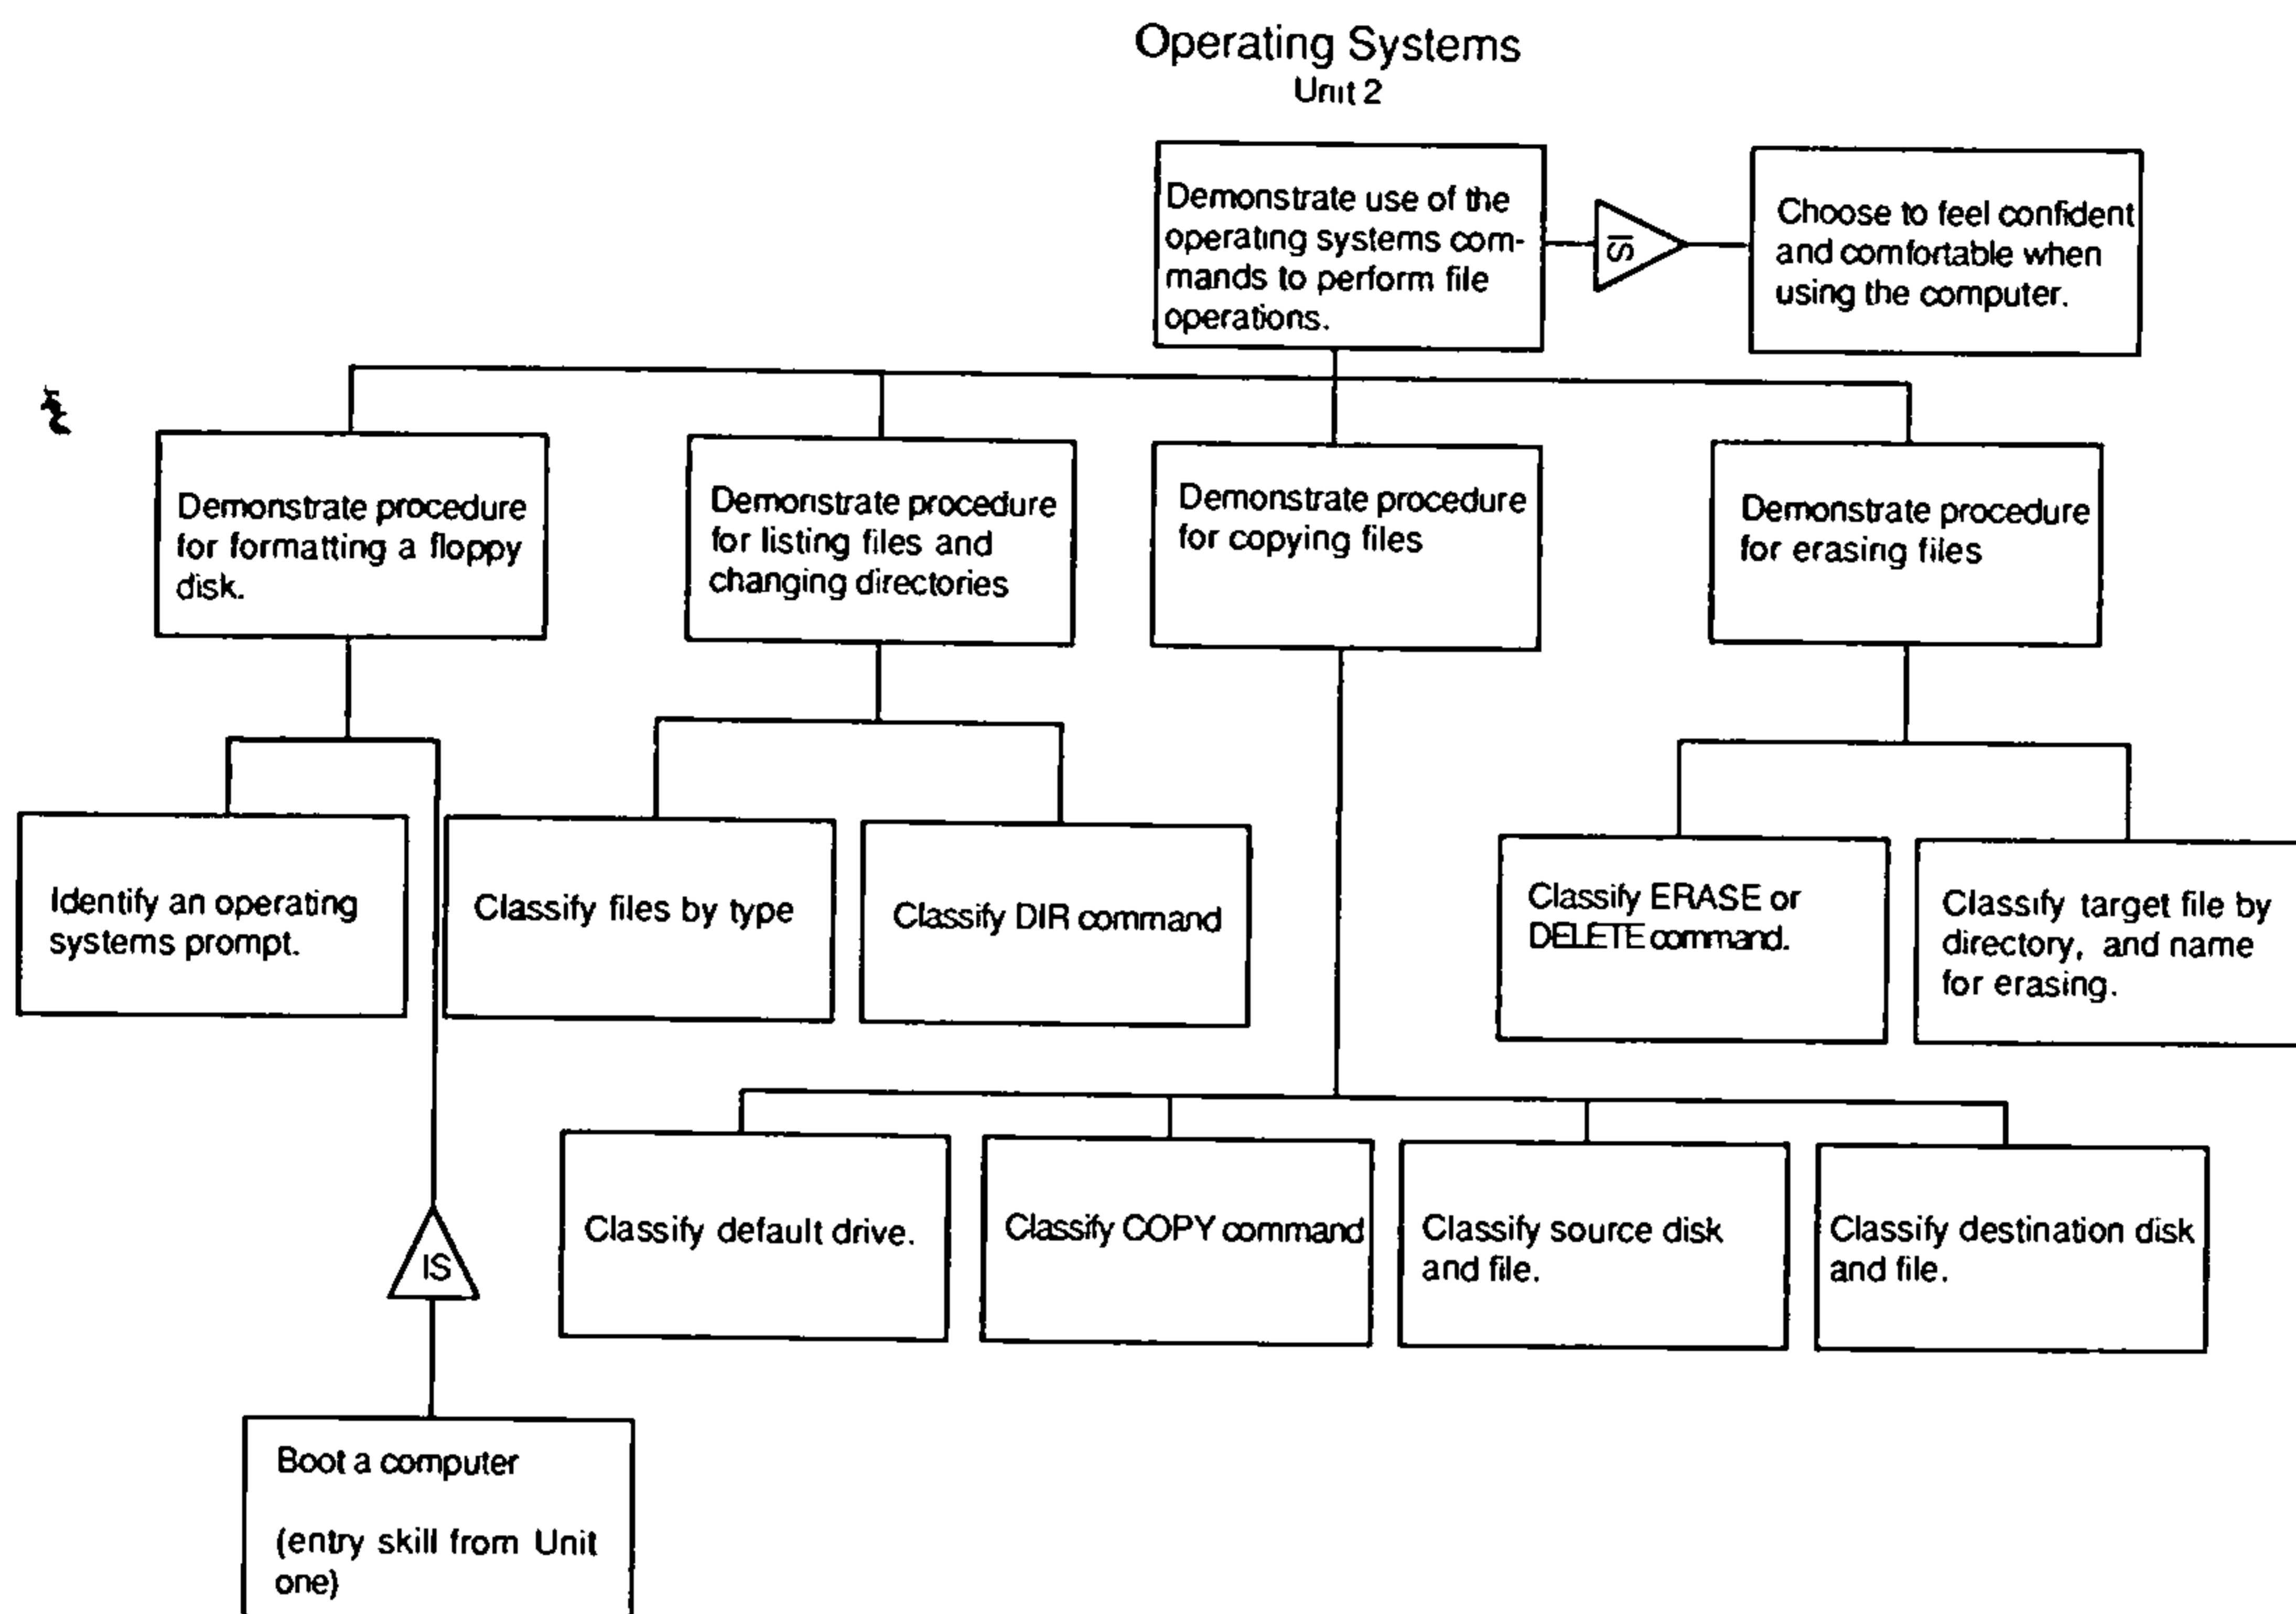 Operating Systems
Unit 2
Demonstrate use of the
operating systems com-
mands to perform file
operations.
IS
Choose to feel confident
and comfortable when
using the computer.
Demonstrate procedure
for formatting a floppy
disk.
Demonstrate procedure
for listing files and
changing directories
Demonstrate procedure
for copying files
Demonstrate procedure
for erasing files
Identify an operating
systems prompt.
Classify files by type
Classify DIR command
Classify ERASE or
DELETE command.
Classify target file by
directory, and name
for erasing.
Classify default drive.
Classify COPY command
Classify source disk
and file.
Classify destination disk
and file.
IS
Boot a computer
(entry skill from Unit
one)